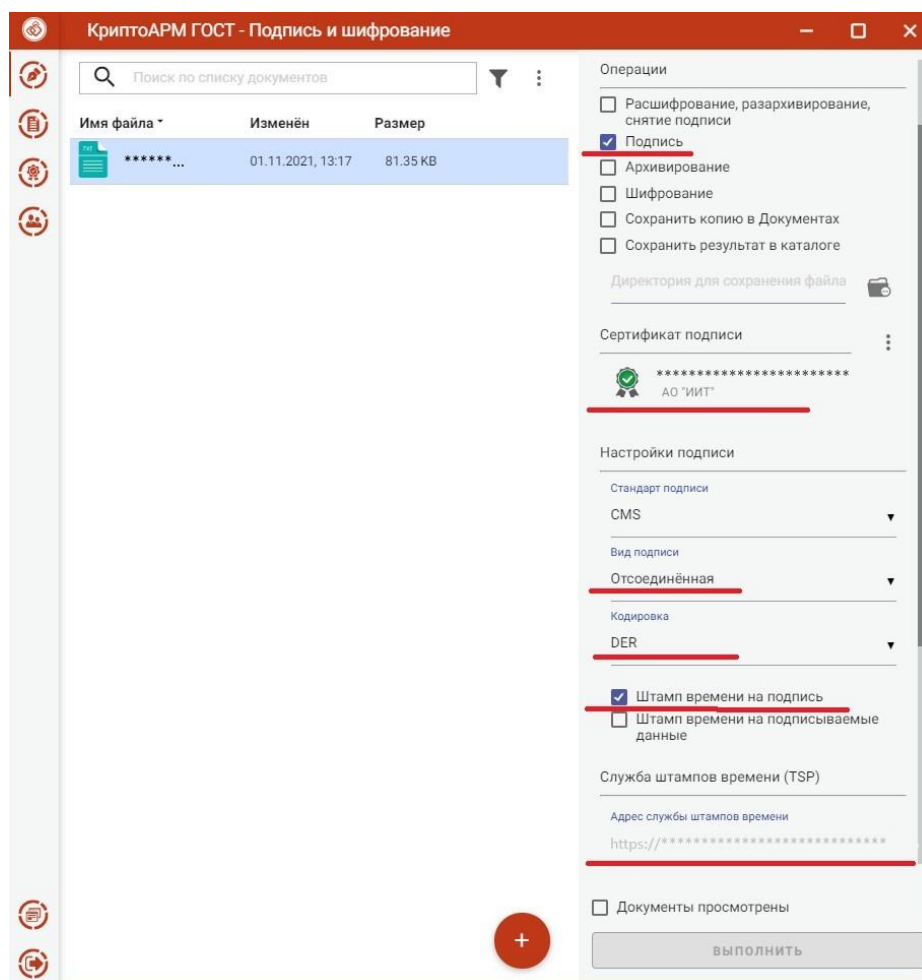 КриптоАРМ ГОСТ - Подпись и шифрование
Поиск по списку документов
Имя файла Изменён Размер
TXT
******... 01.11.2021, 13:17 81.35 KB
Операции
Расшифрование, разархивирование,
снятие подписи
Подпись
Архивирование
Шифрование
Сохранить копию в Документах
Сохранить результат в каталоге
Директория для сохранения файла
Сертификат подписи
************************
АО "ИИТ"
Настройки подписи
Стандарт подписи
CMS
Вид подписи
Отсоединённая
Кодировка
DER
Штамп времени на подпись
Штамп времени на подписываемые
данные
Служба штампов времени (TSP)
Адрес службы штампов времени
https://*****************************
Документы просмотрены
ВЫПОЛНИТЬ